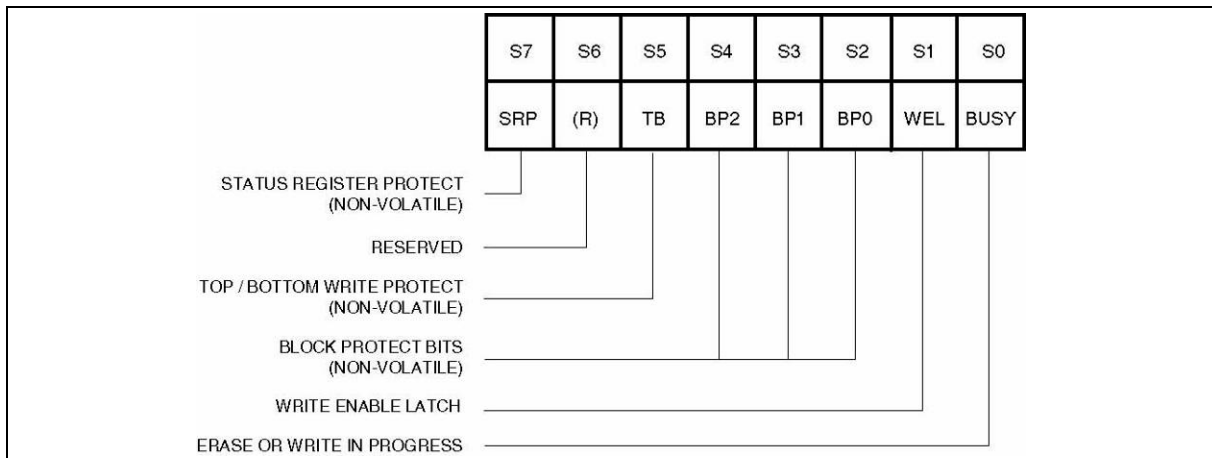 S7 S6 S5 S4 S3 S2 S1 S0
SRP (R) TB BP2 BP1 BP0 WEL BUSY
STATUS REGISTER PROTECT
(NON-VOLATILE)
RESERVED
TOP / BOTTOM WRITE PROTECT
(NON-VOLATILE)
BLOCK PROTECT BITS
(NON-VOLATILE)
WRITE ENABLE LATCH
ERASE OR WRITE IN PROGRESS